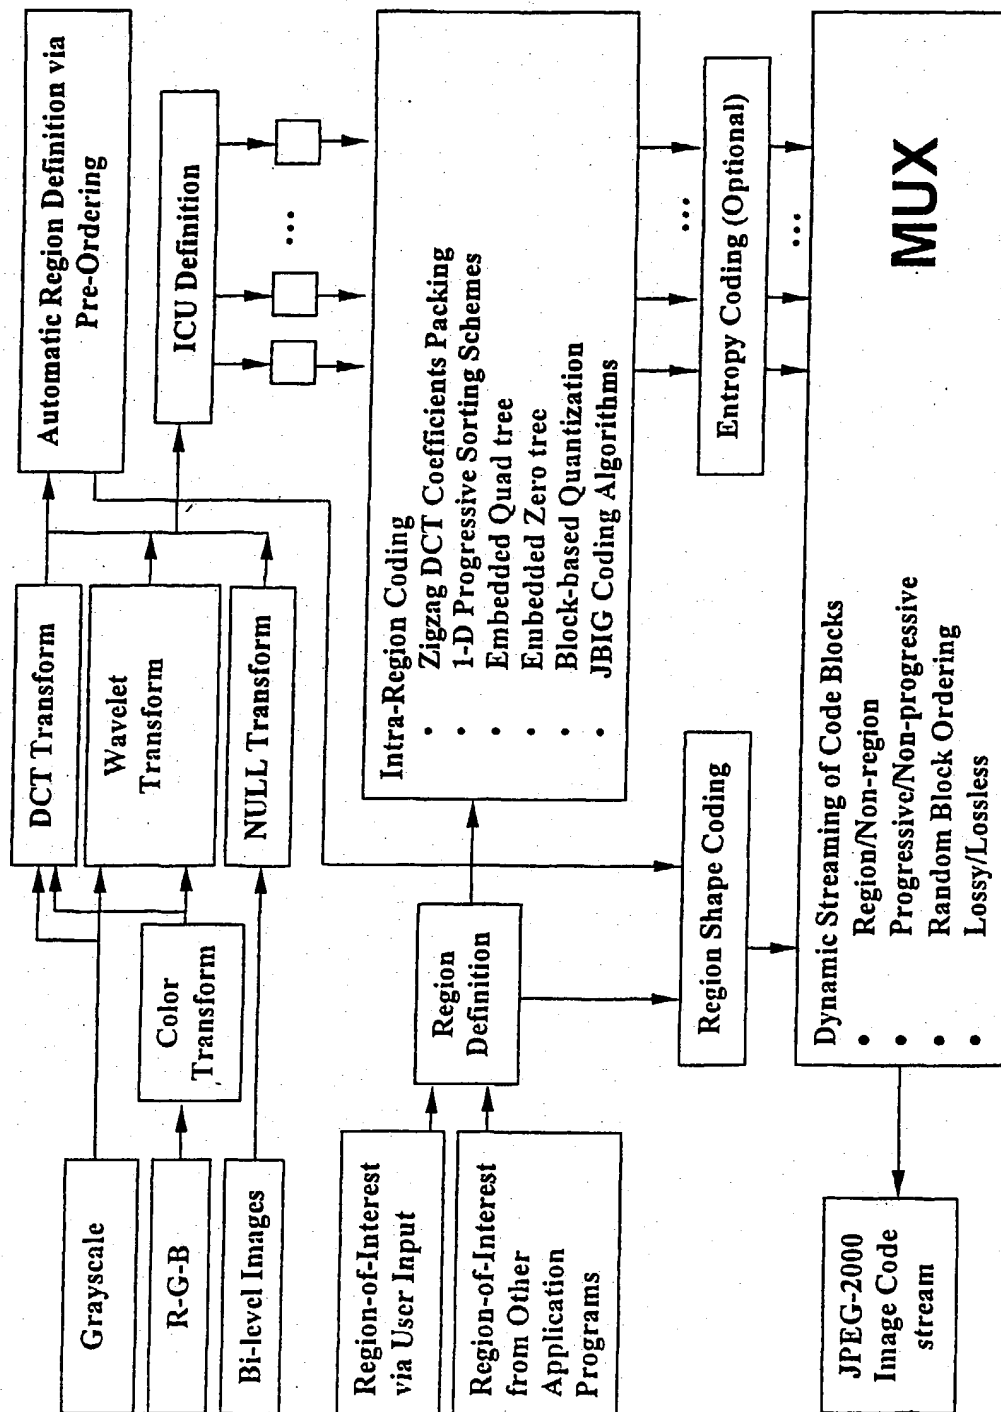 Grayscale
R-G-B
Bi-level Images
Color
Transform
DCT Transform
Wavelet
Transform
NULL Transform
Automatic Region Definition via
Pre-Ordering
ICU Definition
...
Region-of-Interest
via User Input
Region-of-Interest
from Other
Application
Programs
Region
Definition
Intra-Region Coding
• Zigzag DCT Coefficients Packing
• 1-D Progressive Sorting Schemes
• Embedded Quad tree
• Embedded Zero tree
• Block-based Quantization
• JBIG Coding Algorithms
...
Region Shape Coding
Entropy Coding (Optional)
...
Dynamic Streaming of Code Blocks
• Region/Non-region
• Progressive/Non-progressive
• Random Block Ordering
• Lossy/Lossless
MUX
JPEG-2000
Image Code
stream